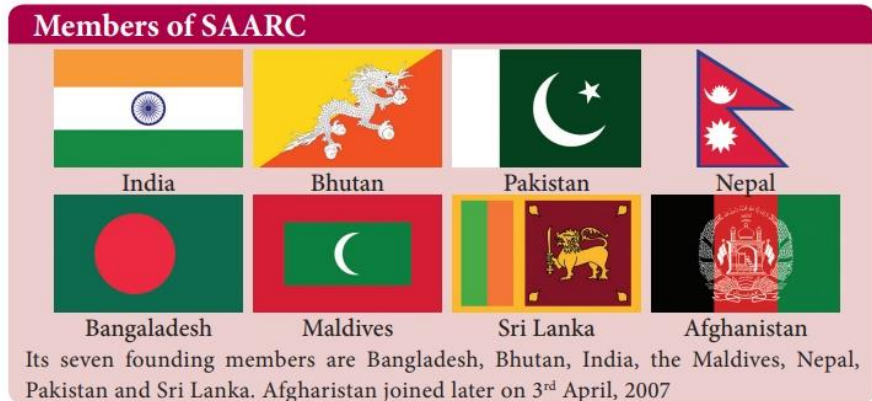 Members of SAARC
India Bhutan Pakistan Nepal
Bangaladesh Maldives Sri Lanka Afghanistan
Its seven founding members are Bangladesh, Bhutan, India, the Maldives, Nepal,
Pakistan and Sri Lanka. Afgharistan joined later on 3rd April, 2007